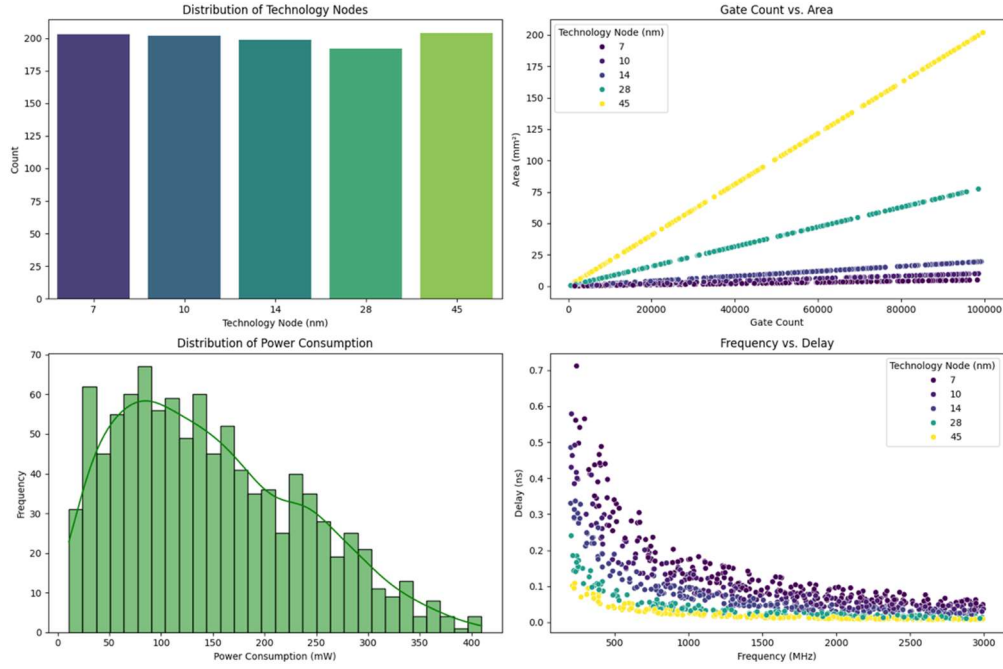 Distribution of Technology Nodes
200
175
150
125
100
75
50
25
0
Count
7 10 14 28 45
Technology Node (nm)
Gate Count vs. Area
Technology Node (nm)
7
10
14
28
45
200
175
150
125
100
75
50
25
0
Area (mm²)
0 20000 40000 60000 80000 100000
Gate Count
Distribution of Power Consumption
70
60
50
40
30
20
10
0
Frequency
0 50 100 150 200 250 300 350 400
Power Consumption (mW)
Frequency vs. Delay
Technology Node (nm)
7
10
14
28
45
0.7
0.6
0.5
0.4
0.3
0.2
0.1
0.0
Delay (ns)
500 1000 1500 2000 2500 3000
Frequency (MHz)